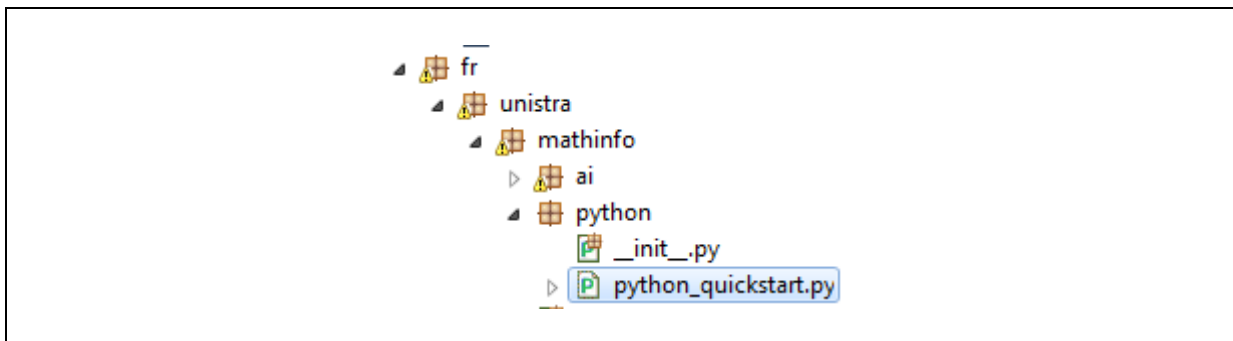 fr
unistra
mathinfo
ai
python
__init__.py
python_quickstart.py